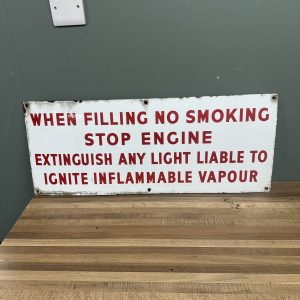 WHEN FILLING NO SMOKING
STOP ENGINE
EXTINGUISH ANY LIGHT LIABLE TO
IGNITE INFLAMMABLE VAPOUR